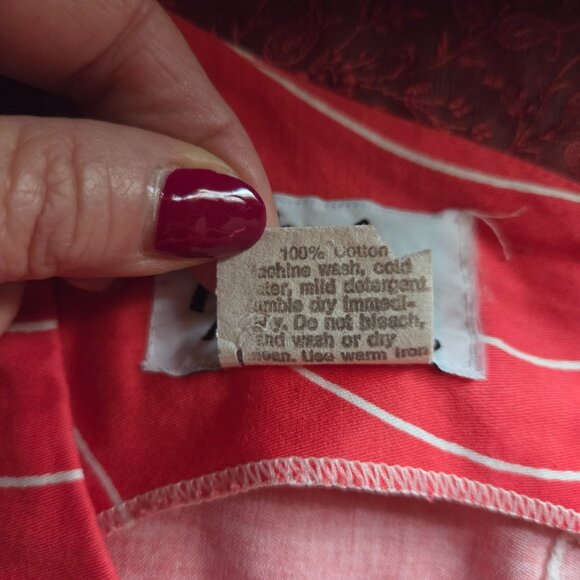 100% Cotton
achine wash, cold
ter, mild detergent.
umble dry immedi-
y. Do not bleach,
and wash or dry
ean. Use warm iron